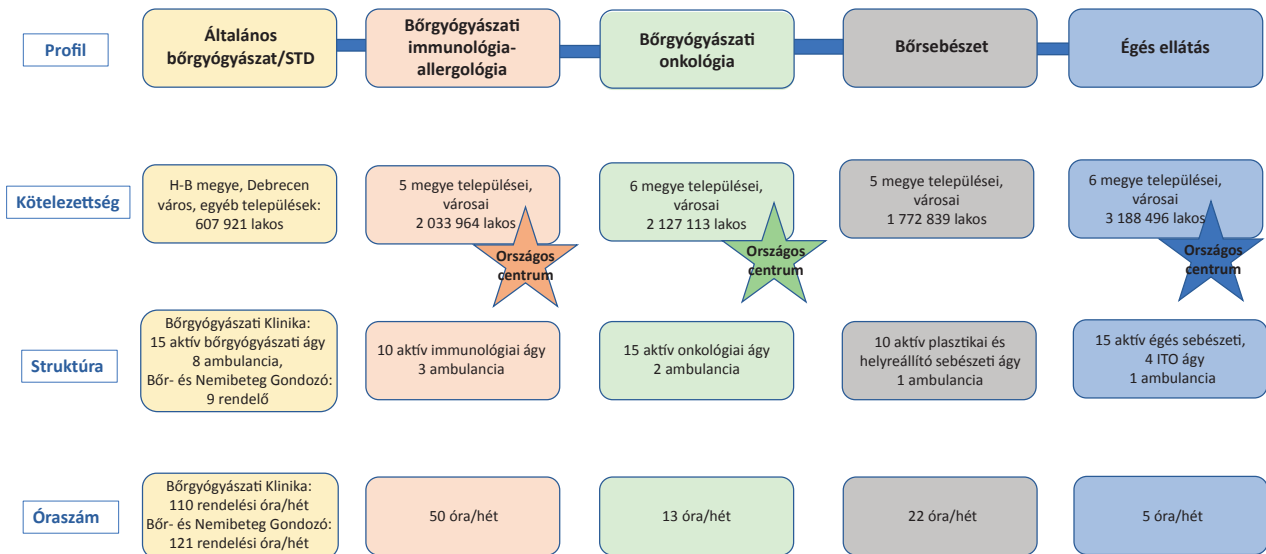 Profil
Általános
bőrgyógyászat/STD
Bőrgyógyászati
immunológia-
allergológia
Bőrgyógyászati
onkológia
Bőrsebészet
Égés ellátás
Kötelezettség
H-B megye, Debrecen
város, egyéb települések:
607 921 lakos
5 megye települései,
városai
2 033 964 lakos
Országos
centrum
6 megye települései,
városai
2 127 113 lakos
Országos
centrum
5 megye települései,
városai
1 772 839 lakos
6 megye települései,
városai
3 188 496 lakos
Országos
centrum
Struktúra
Bőrgyógyászati Klinika:
15 aktív bőrgyógyászati ágy
8 ambulancia,
Bőr- és Nemibeteg Gondozó:
9 rendelő
10 aktív immunológiai ágy
3 ambulancia
15 aktív onkológiai ágy
2 ambulancia
10 aktív plasztikai és
helyreállító sebészeti ágy
1 ambulancia
15 aktív égés sebészeti,
4 ITO ágy
1 ambulancia
Óraszám
Bőrgyógyászati Klinika:
110 rendelési óra/hét
Bőr- és Nemibeteg Gondozó:
121 rendelési óra/hét
50 óra/hét
13 óra/hét
22 óra/hét
5 óra/hét